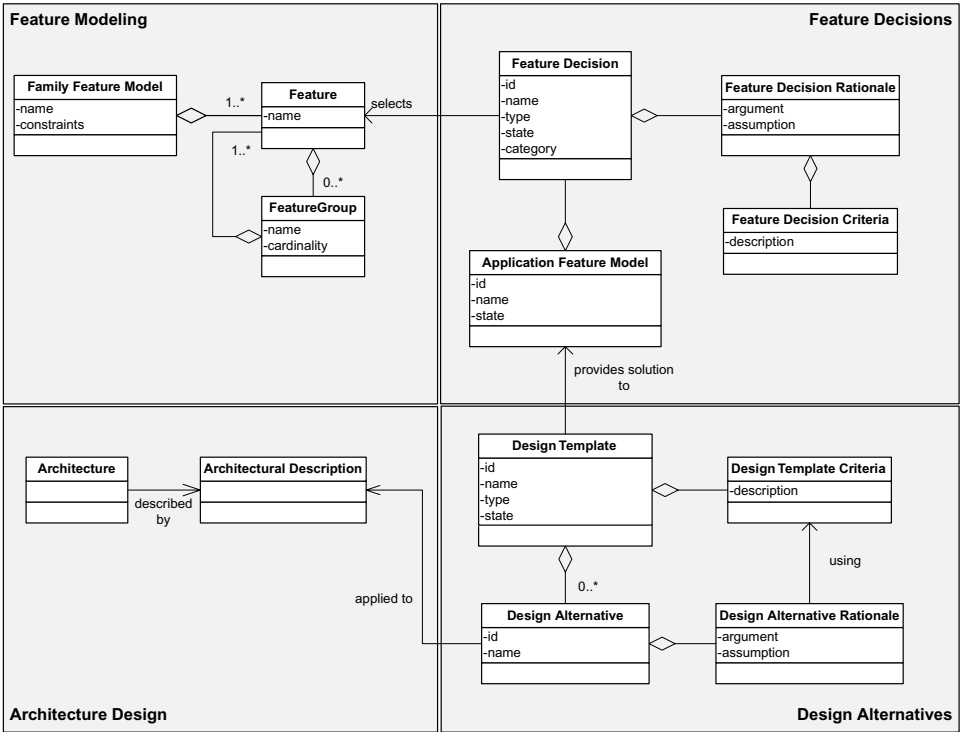 Feature Modeling
Family Feature Model
-name
-constraints
1..*
Feature
-name
1..*
0..*
FeatureGroup
-name
-cardinality
selects
Feature Decisions
Feature Decision
-id
-name
-type
-state
-category
Feature Decision Rationale
-argument
-assumption
Feature Decision Criteria
-description
Application Feature Model
-id
-name
-state
provides solution
to
Architecture
described
by
Architectural Description
applied to
Architecture Design
Design Template
-id
-name
-type
-state
Design Template Criteria
-description
using
0..*
Design Alternative
-id
-name
Design Alternative Rationale
-argument
-assumption
Design Alternatives